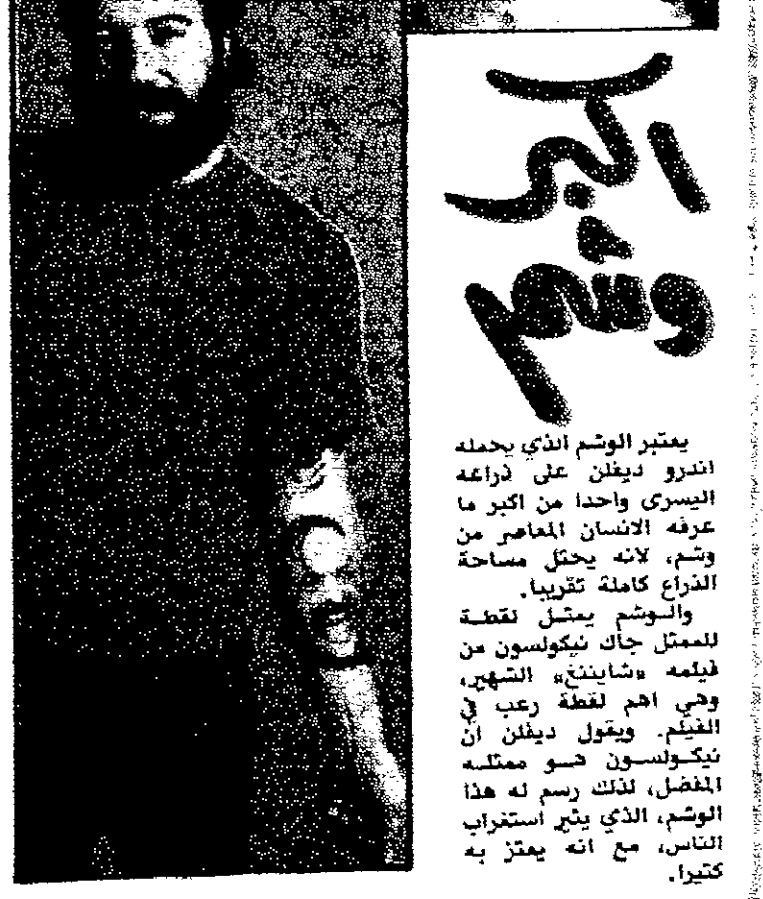 اكبر
وشم
يعتبر الوشم الذي يحمله
اندرو ديفلن على ذراعه
اليسرى واحدا من اكبر ما
عرفه الانسان المعاصر من
وشم، لانه يحتل مساحة
الذراع كاملة تقريبا.
والوشم يمثل لقطة
للممثل جاك نيكولسون من
فيلمه «شايننغ» الشهير،
وهي اهم لقطة رعب في
الفيلم. ويقول ديفلن ان
نيكولسون هو ممثله
المفضل، لذلك رسم له هذا
الوشم، الذي يثير استغراب
الناس، مع انه يعتز به
كثيرا.